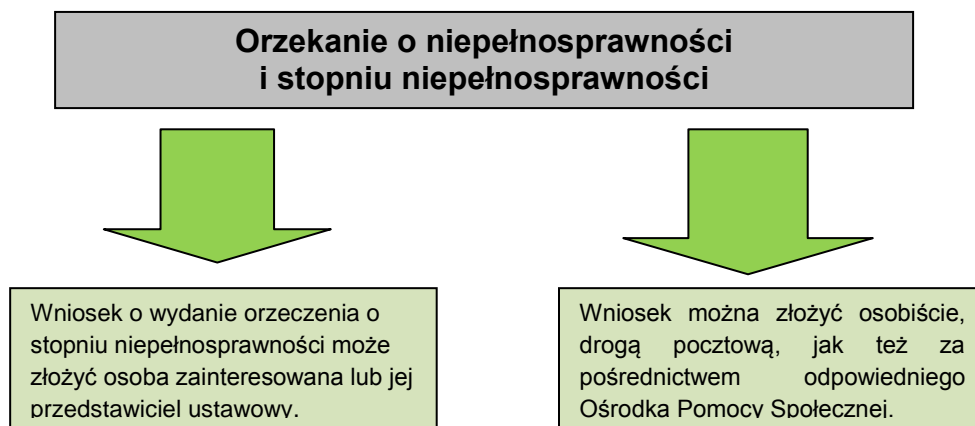 Orzekanie o niepełnosprawności
i stopniu niepełnosprawności
Wniosek o wydanie orzeczenia o
stopniu niepełnosprawności może
złożyć osoba zainteresowana lub jej
przedstawiciel ustawowy.
Wniosek można złożyć osobiście,
drogą pocztową, jak też za
pośrednictwem odpowiedniego
Ośrodka Pomocy Społecznej.